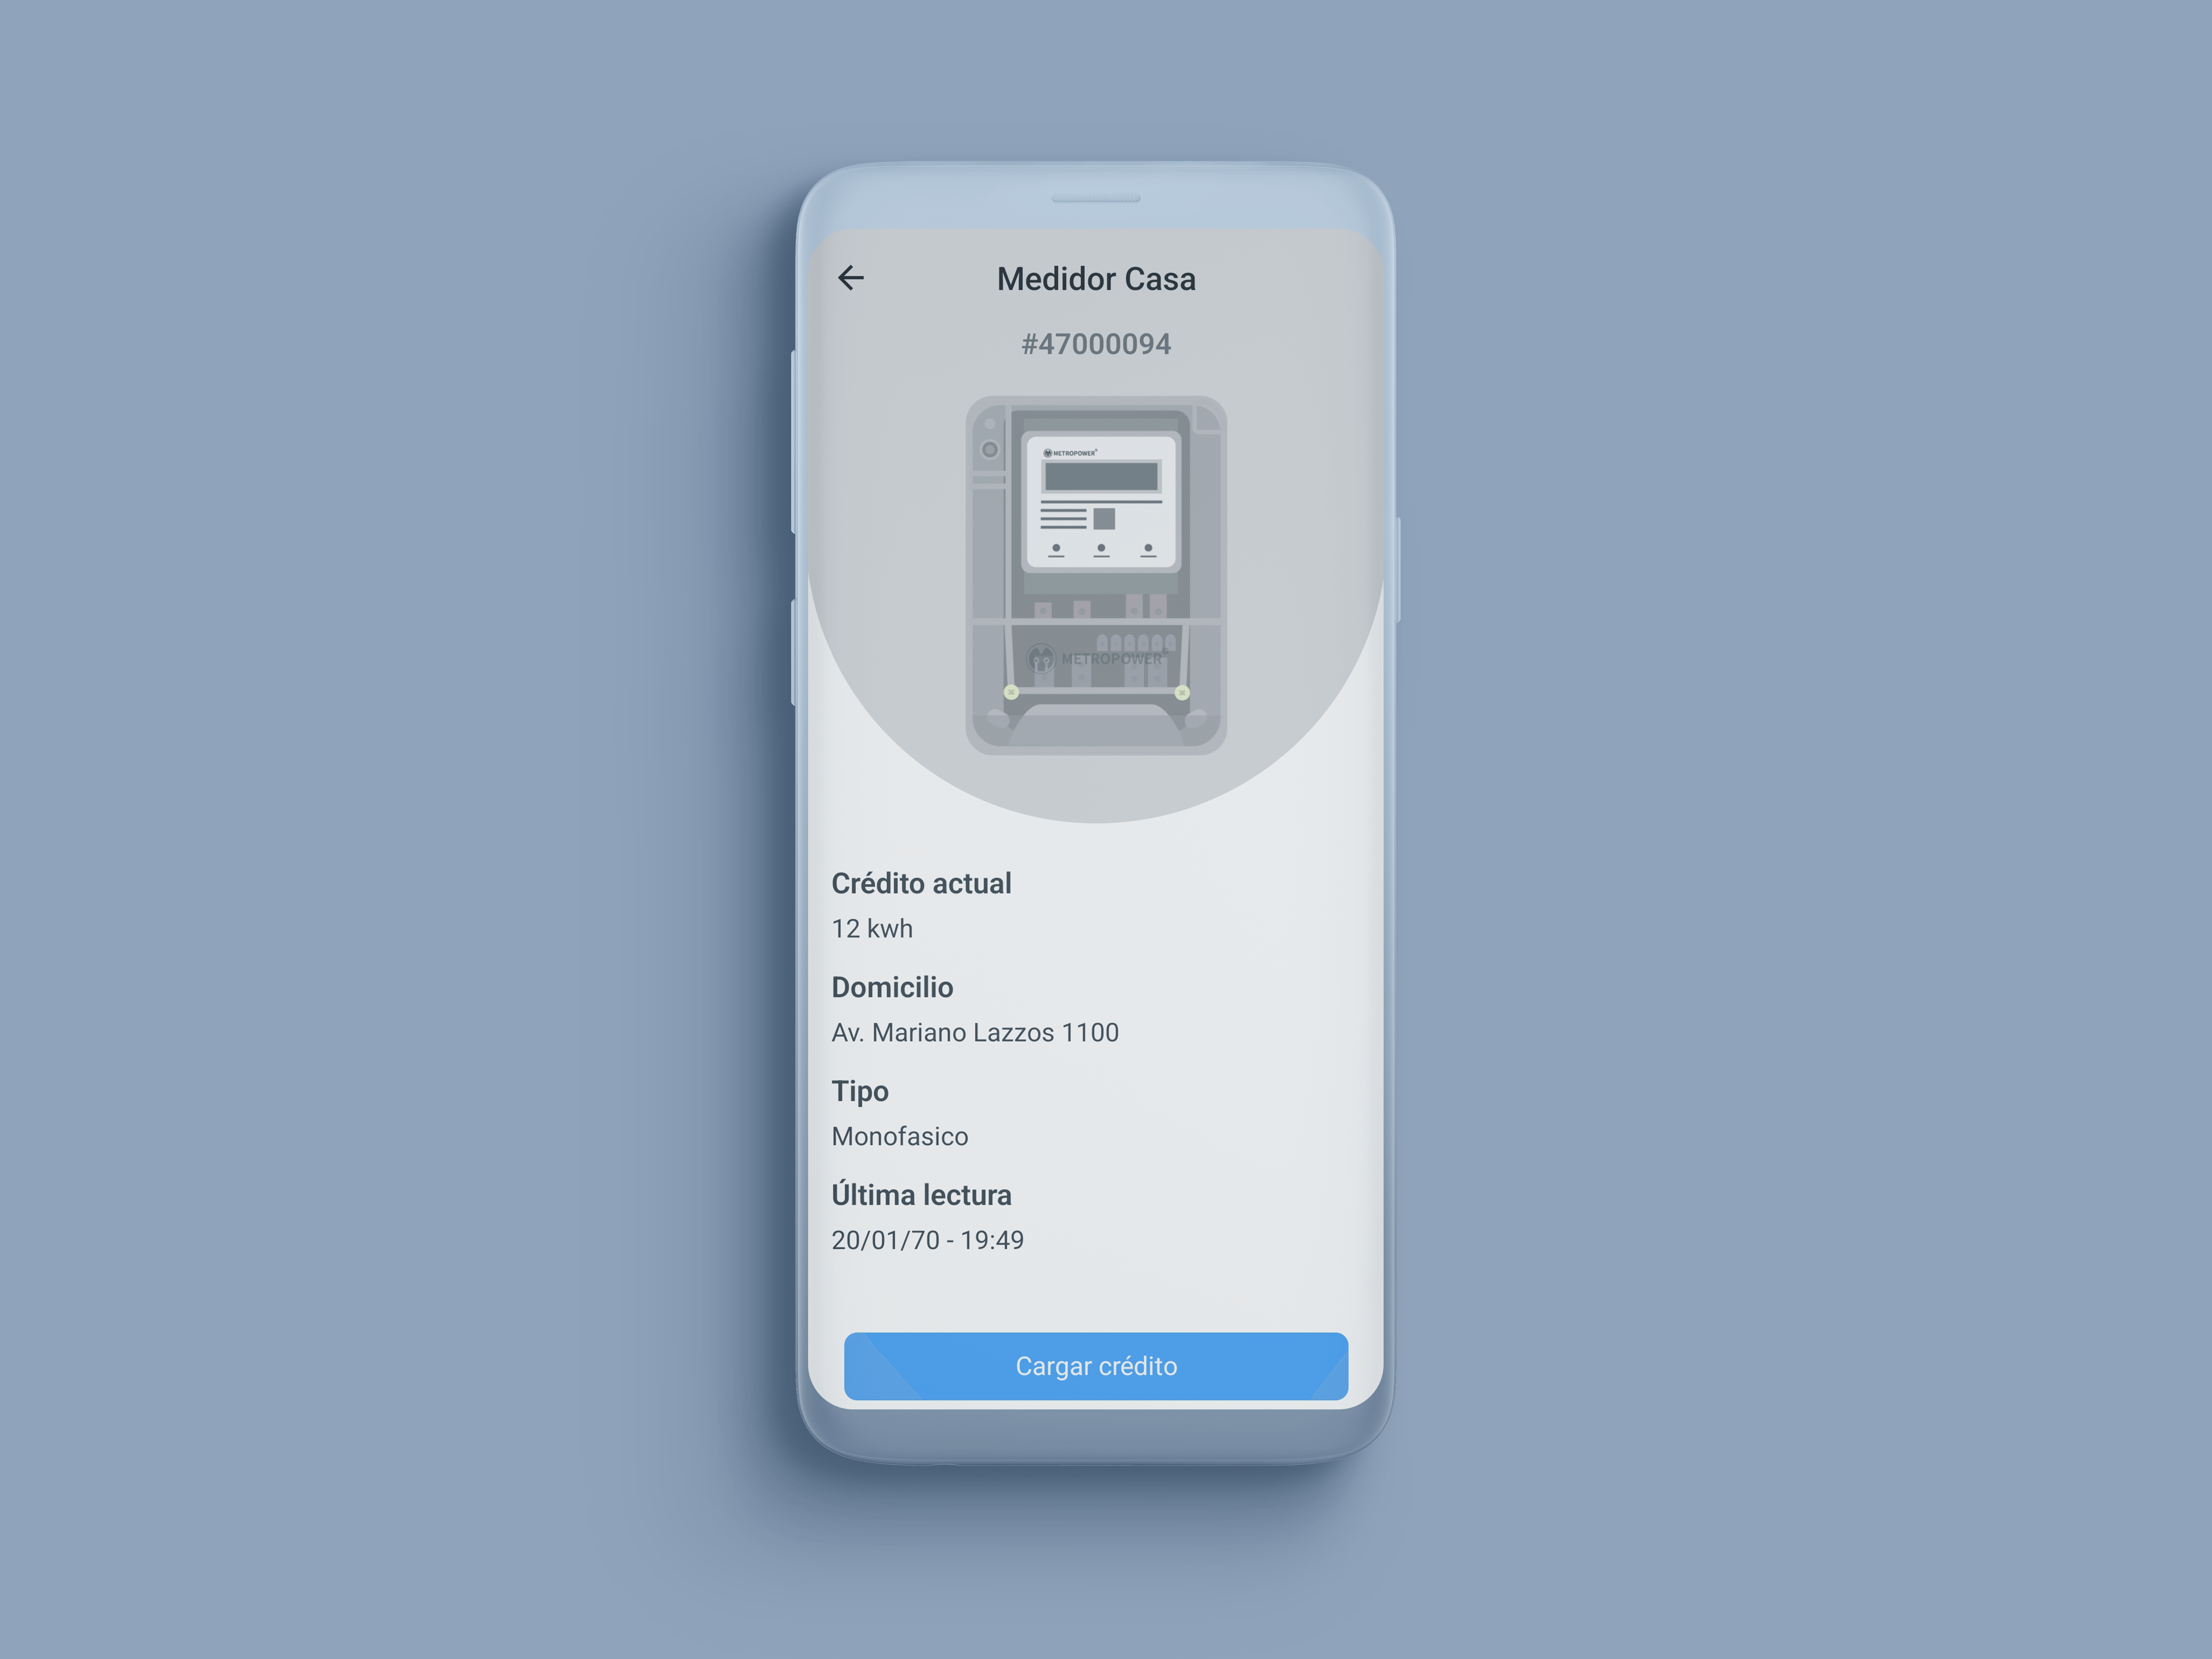 Medidor Casa
#47000094
METROPOWER®
METROPOWER®
Crédito actual
12 kwh
Domicilio
Av. Mariano Lazzos 1100
Tipo
Monofasico
Última lectura
20/01/70 - 19:49
Cargar crédito